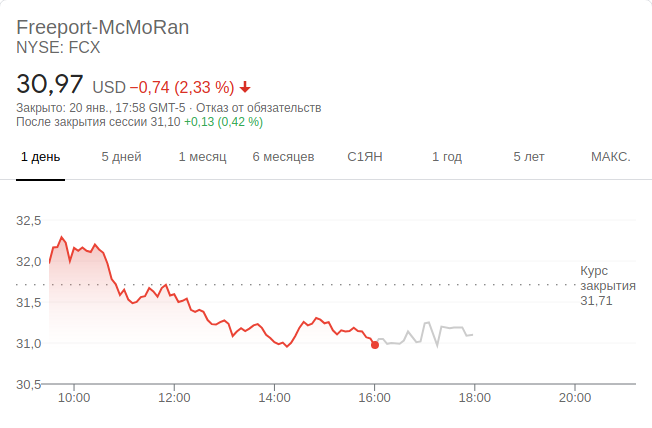 Freeport-McMoRan
NYSE: FCX
30,97 USD −0,74 (2,33 %)
Закрыто: 20 янв., 17:58 GMT-5 · Отказ от обязательств
После закрытия сессии 31,10 +0,13 (0,42 %)
1 день 5 дней 1 месяц 6 месяцев С1ЯН 1 год 5 лет МАКС.
32,5
32,0
Курс
закрытия
31,71
31,5
31,0
30,5
10:00 12:00 14:00 16:00 18:00 20:00